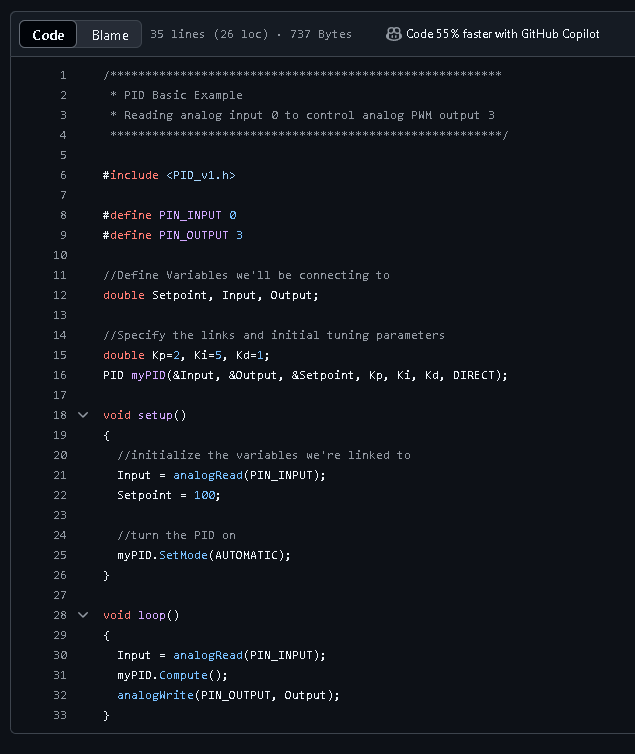 Code Blame 35 lines (26 loc) · 737 Bytes Code 55% faster with GitHub Copilot
1 /********************************************************
2  * PID Basic Example
3  * Reading analog input 0 to control analog PWM output 3
4  ********************************************************/
5
6 #include <PID_v1.h>
7
8 #define PIN_INPUT 0
9 #define PIN_OUTPUT 3
10
11 //Define Variables we'll be connecting to
12 double Setpoint, Input, Output;
13
14 //Specify the links and initial tuning parameters
15 double Kp=2, Ki=5, Kd=1;
16 PID myPID(&Input, &Output, &Setpoint, Kp, Ki, Kd, DIRECT);
17
18 void setup()
19 {
20   //initialize the variables we're linked to
21   Input = analogRead(PIN_INPUT);
22   Setpoint = 100;
23
24   //turn the PID on
25   myPID.SetMode(AUTOMATIC);
26 }
27
28 void loop()
29 {
30   Input = analogRead(PIN_INPUT);
31   myPID.Compute();
32   analogWrite(PIN_OUTPUT, Output);
33 }